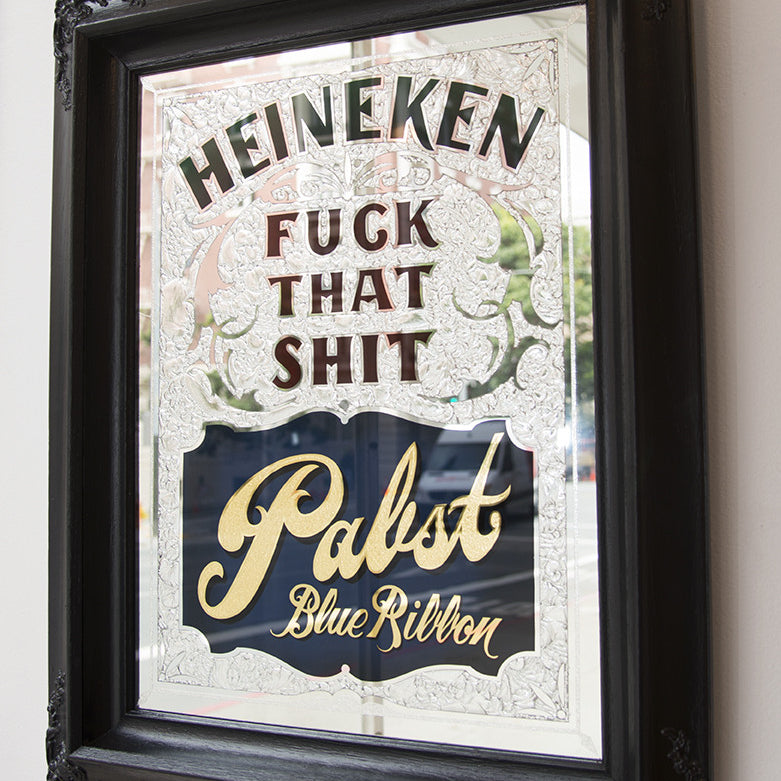 HEINEKEN
FUCK
THAT
SHIT
Pabst
Blue Ribbon